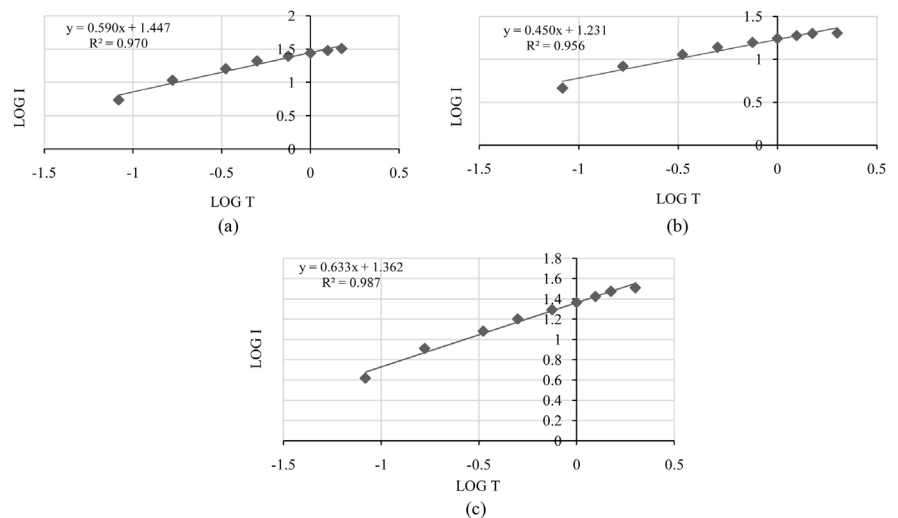 y = 0.590x + 1.447
R² = 0.970
2
1.5
1
0.5
0
-1.5 -1 -0.5 0 0.5
LOG I
LOG T
(a)
y = 0.450x + 1.231
R² = 0.956
1.5
1
0.5
0
-1.5 -1 -0.5 0 0.5
LOG I
LOG T
(b)
y = 0.633x + 1.362
R² = 0.987
1.8
1.6
1.4
1.2
1
0.8
0.6
0.4
0.2
0
-1.5 -1 -0.5 0 0.5
LOG I
LOG T
(c)